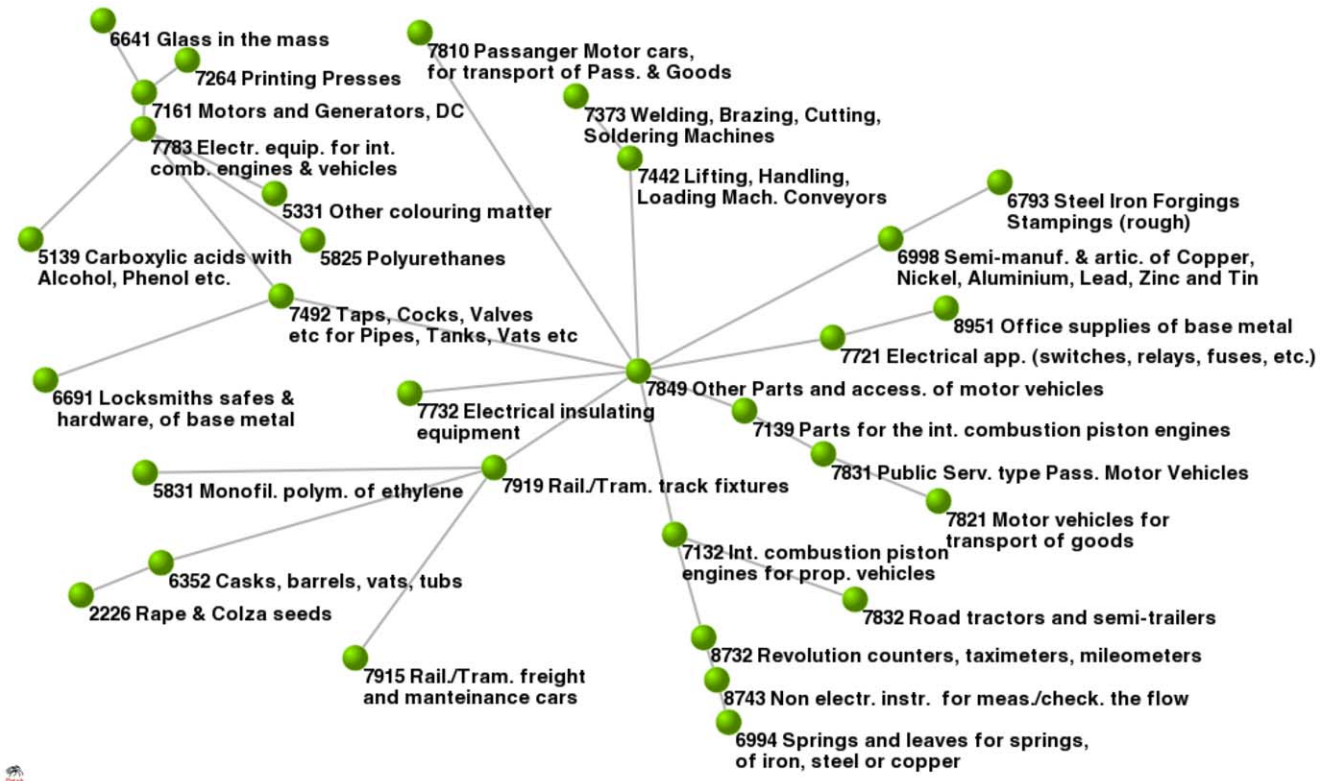 6641 Glass in the mass
7264 Printing Presses
7161 Motors and Generators, DC
7783 Electr. equip. for int.
comb. engines & vehicles
5331 Other colouring matter
5139 Carboxylic acids with
Alcohol, Phenol etc.
5825 Polyurethanes
7492 Taps, Cocks, Valves
etc for Pipes, Tanks, Vats etc
6691 Locksmiths safes &
hardware, of base metal
7810 Passanger Motor cars,
for transport of Pass. & Goods
7373 Welding, Brazing, Cutting,
Soldering Machines
7442 Lifting, Handling,
Loading Mach. Conveyors
6793 Steel Iron Forgings
Stampings (rough)
6998 Semi-manuf. & artic. of Copper,
Nickel, Aluminium, Lead, Zinc and Tin
8951 Office supplies of base metal
7721 Electrical app. (switches, relays, fuses, etc.)
7849 Other Parts and access. of motor vehicles
7732 Electrical insulating
equipment
7139 Parts for the int. combustion piston engines
7831 Public Serv. type Pass. Motor Vehicles
7821 Motor vehicles for
transport of goods
5831 Monofil. polym. of ethylene
7919 Rail./Tram. track fixtures
6352 Casks, barrels, vats, tubs
2226 Rape & Colza seeds
7915 Rail./Tram. freight
and manteinance cars
7132 Int. combustion piston
engines for prop. vehicles
7832 Road tractors and semi-trailers
8732 Revolution counters, taximeters, mileometers
8743 Non electr. instr. for meas./check. the flow
6994 Springs and leaves for springs,
of iron, steel or copper